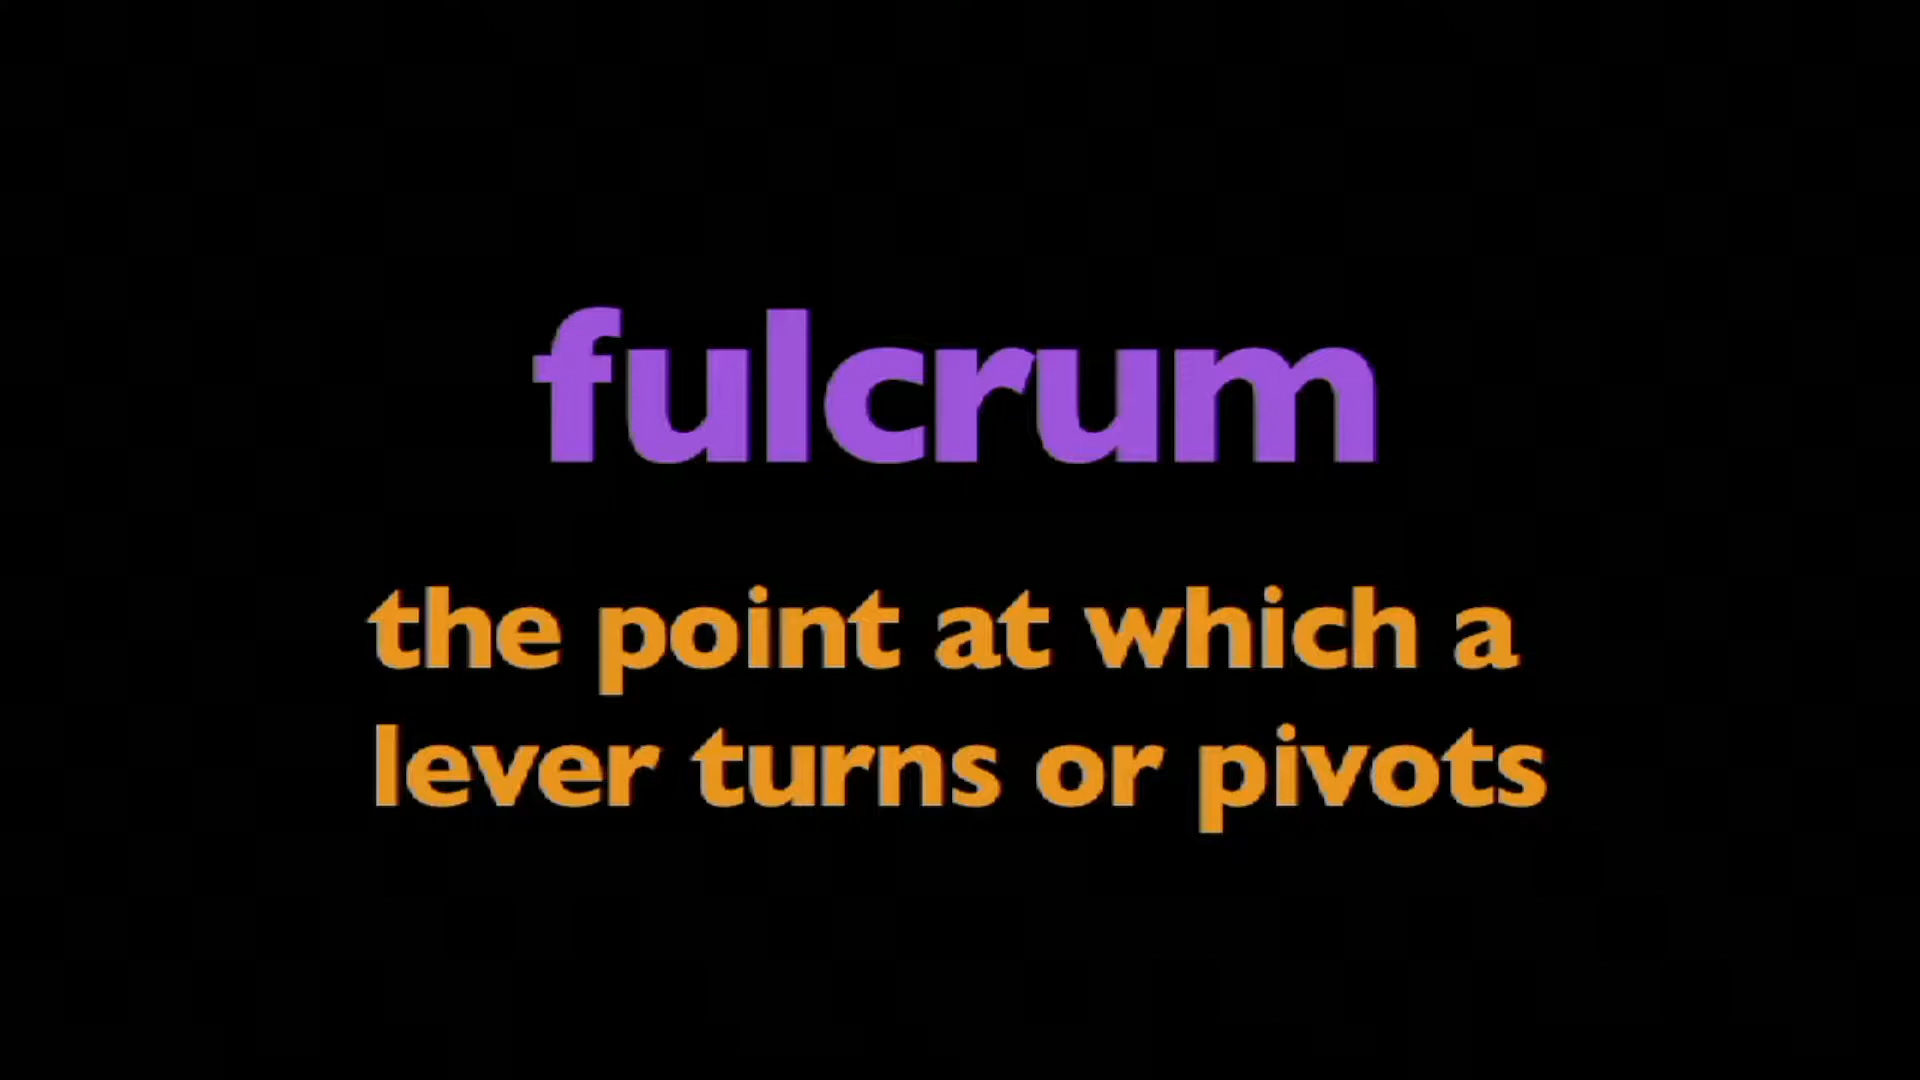 fulcrum
the point at which a
lever turns or pivots